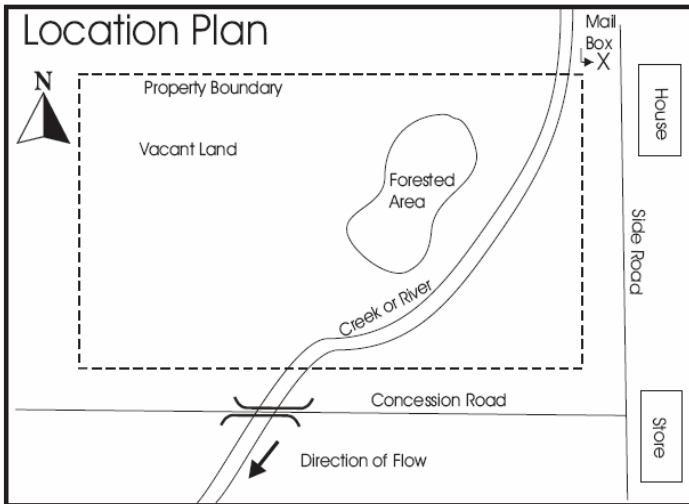 Location Plan
Mail
Box
X
N
Property Boundary
House
Vacant Land
Forested
Area
Side Road
Creek or River
Concession Road
Store
Direction of Flow